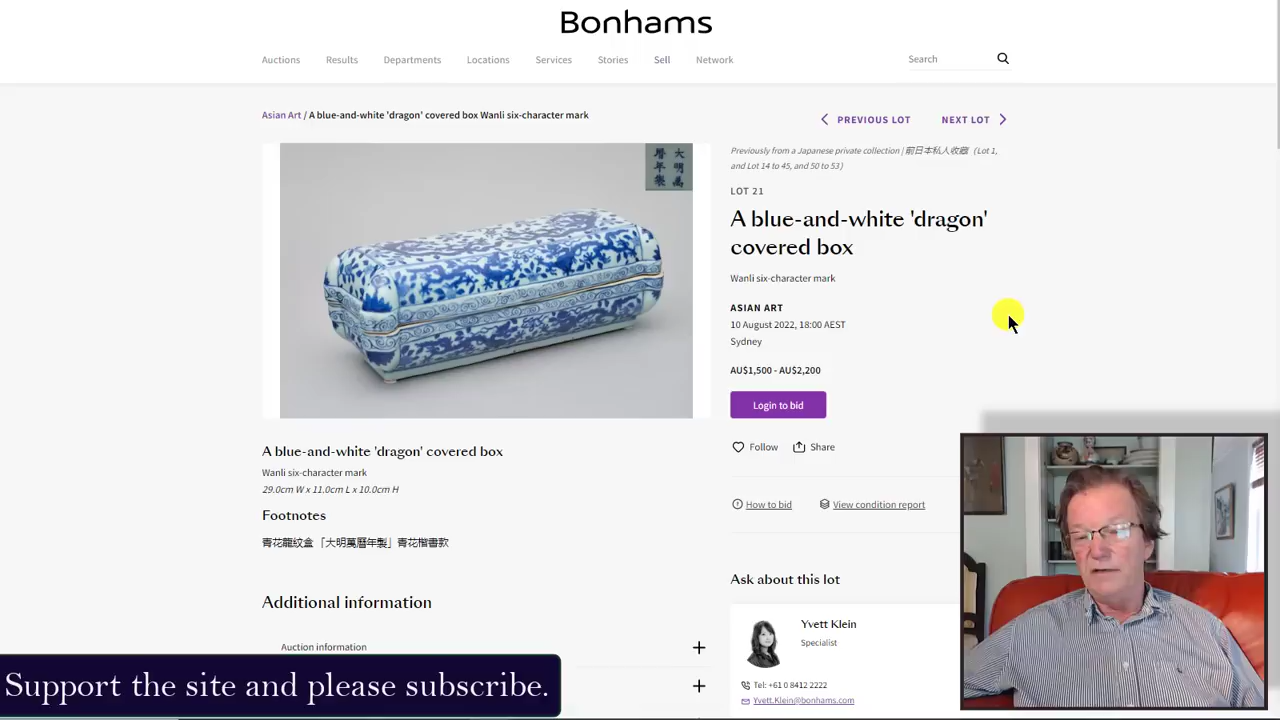 Bonhams
Auctions Results Departments Locations Services Stories Sell Network
Search
Asian Art / A blue-and-white 'dragon' covered box Wanli six-character mark
PREVIOUS LOT NEXT LOT
大明萬
曆年製
Previously from a Japanese private collection | 前日本私人收藏 (Lot 1,
and Lot 14 to 45, and 50 to 53)
LOT 21
A blue-and-white 'dragon'
covered box
Wanli six-character mark
ASIAN ART
10 August 2022, 18:00 AEST
Sydney
AU$1,500 - AU$2,200
Login to bid
Follow Share
How to bid View condition report
A blue-and-white 'dragon' covered box
Wanli six-character mark
29.0cm W x 11.0cm L x 10.0cm H
Footnotes
青花龍纹盒 「大明萬曆年製」青花楷書款
Additional information
Auction information
Ask about this lot
Yvett Klein
Specialist
Tel: +61 0 8412 2222
Yvett.Klein@bonhams.com
Support the site and please subscribe.